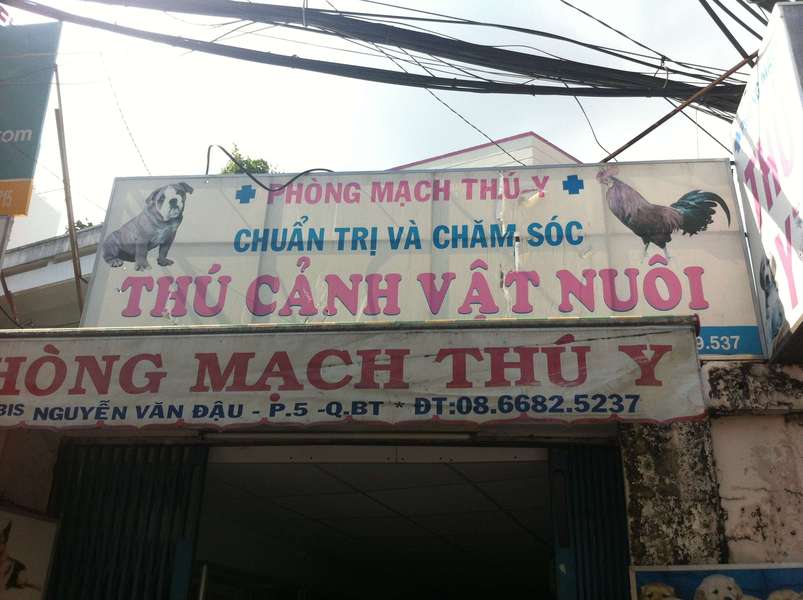 PHÒNG MẠCH THÚ-Y
CHUẨN TRỊ VÀ CHĂM SÓC
THÚ CẢNH VẬT NUÔI
9.537
HÒNG MẠCH THÚ Y
BIS NGUYỄN VĂN ĐẬU - P.5 -Q.BT * ĐT:08.6682.5237
com